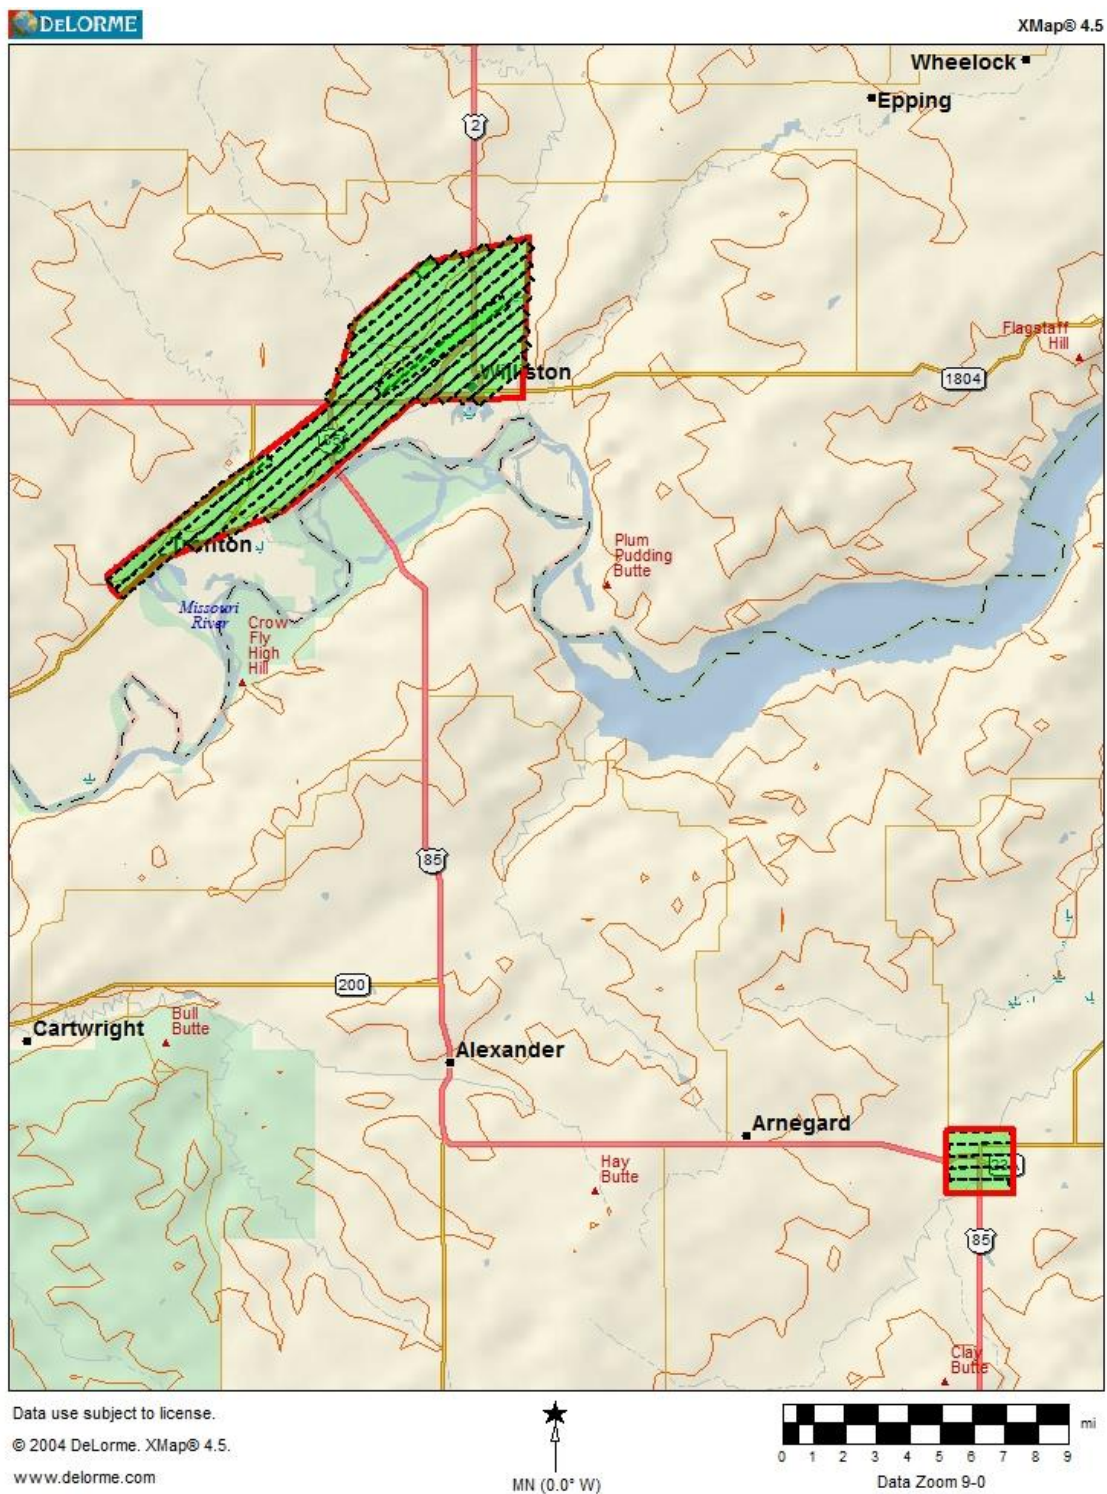 DELORME
XMap® 4.5
Wheelock
Epping
2
Flagstaff
Hill
Williston
1804
Trenton
Plum
Pudding
Butte
Missouri
River
Crow
Fly
High
Hill
85
200
Cartwright
Bull
Butte
Alexander
Arnegard
Hay
Butte
85
Clay
Butte
Data use subject to license.
© 2004 DeLorme. XMap® 4.5.
www.delorme.com
MN (0.0° W)
mi
0 1 2 3 4 5 6 7 8 9
Data Zoom 9-0